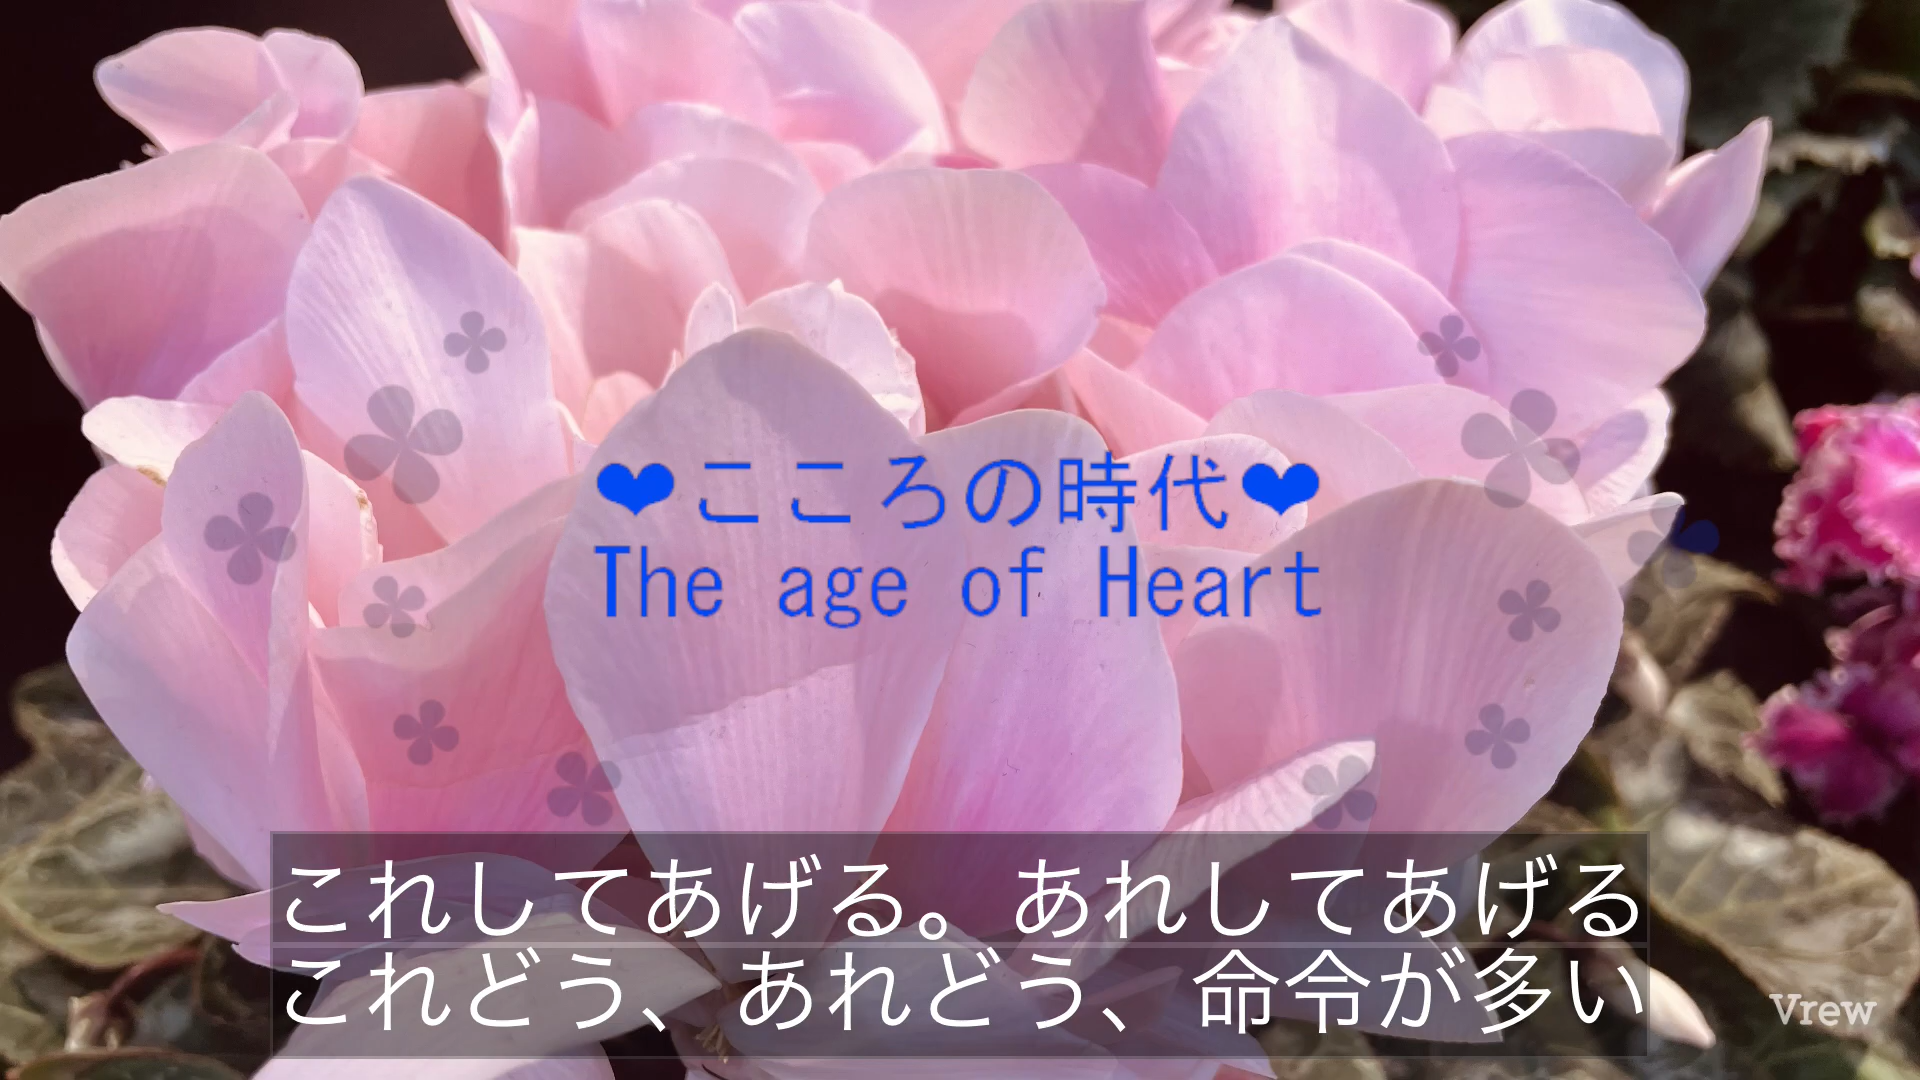 ❤こころの時代❤
The age of Heart
これしてあげる。あれしてあげる
これどう、あれどう、命令が多い
Vrew